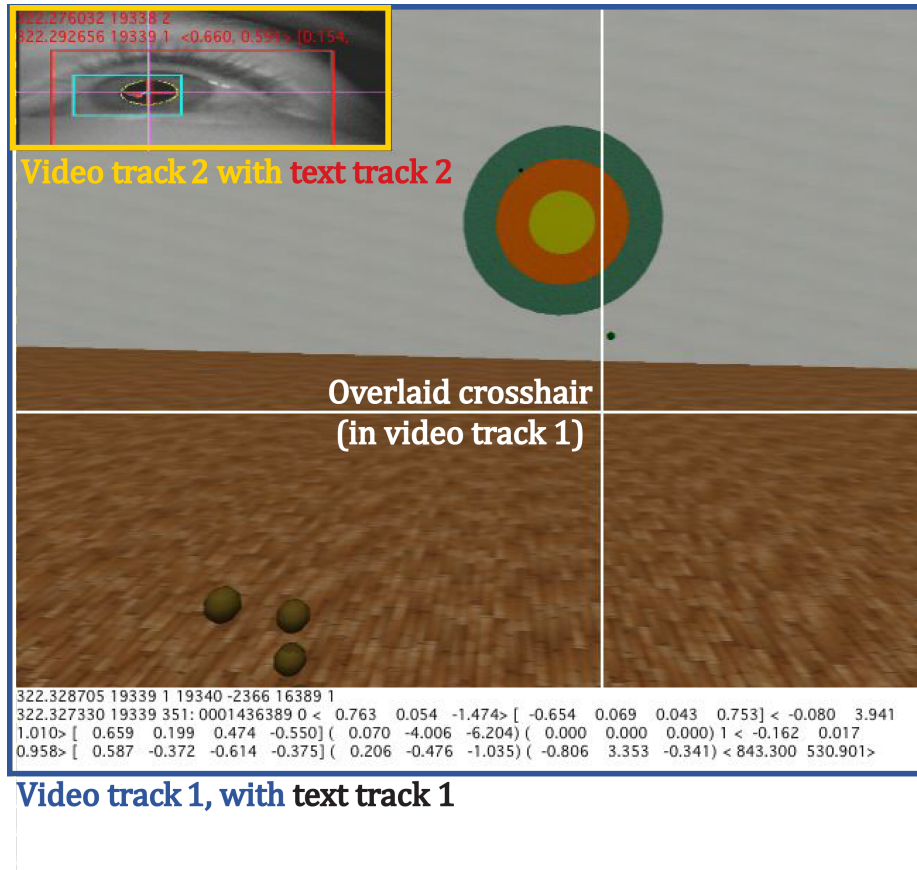 322.276032 19338 2
322.292656 19339 1 <0.660, 0.591> [0.154,
Video track 2 with text track 2
Overlaid crosshair
(in video track 1)
322.328705 19339 1 19340 -2366 16389 1
322.327330 19339 351: 0001436389 0 < 0.763 0.054 -1.474> [ -0.654 0.069 0.043 0.753] < -0.080 3.941
1.010> [ 0.659 0.199 0.474 -0.550] ( 0.070 -4.006 -6.204) ( 0.000 0.000 0.000) 1 < -0.162 0.017
0.958> [ 0.587 -0.372 -0.614 -0.375] ( 0.206 -0.476 -1.035) ( -0.806 3.353 -0.341) < 843.300 530.901>
Video track 1, with text track 1